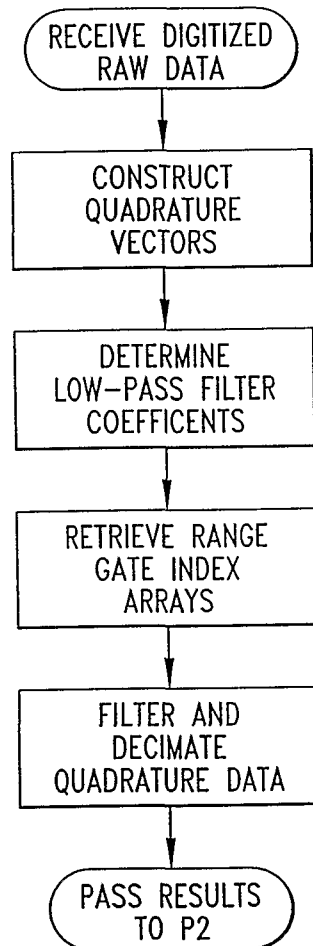 RECEIVE DIGITIZED
RAW DATA
CONSTRUCT
QUADRATURE
VECTORS
DETERMINE
LOW-PASS FILTER
COEFFICENTS
RETRIEVE RANGE
GATE INDEX
ARRAYS
FILTER AND
DECIMATE
QUADRATURE DATA
PASS RESULTS
TO P2